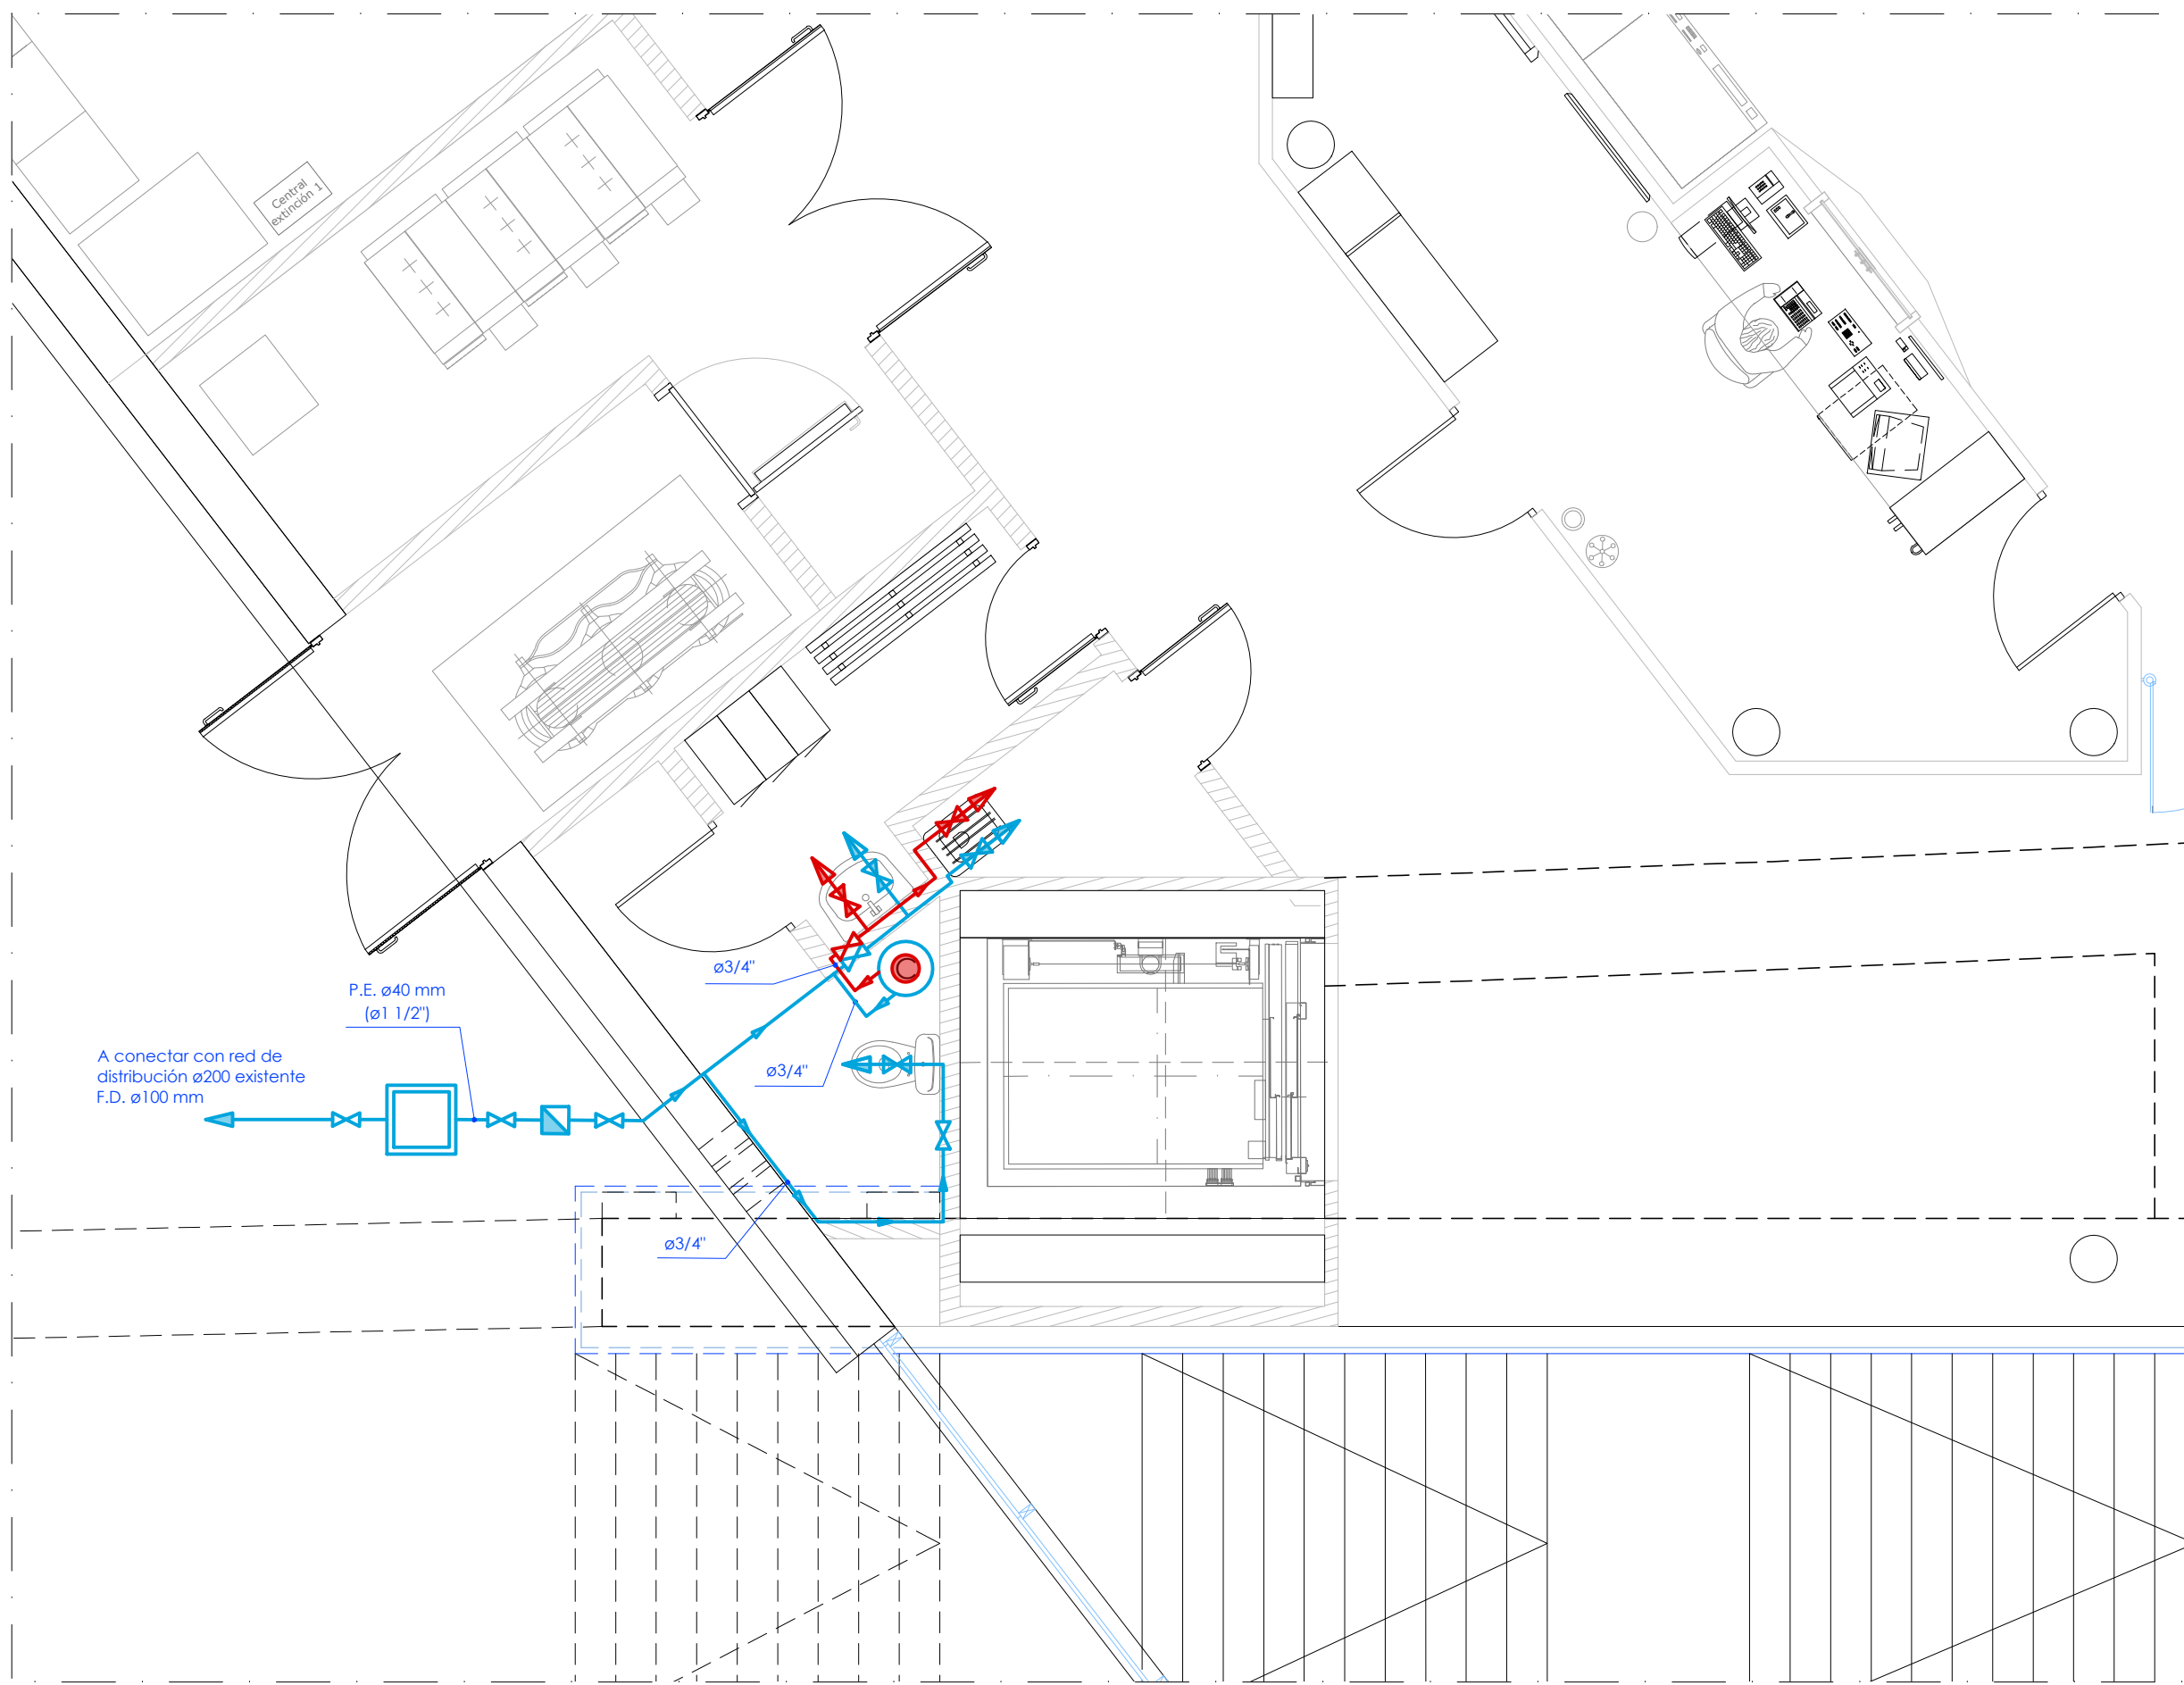 Central
extinción 1
ø3/4"
P.E. ø40 mm
(ø1 1/2")
A conectar con red de
distribución ø200 existente
F.D. ø100 mm
ø3/4"
ø3/4"